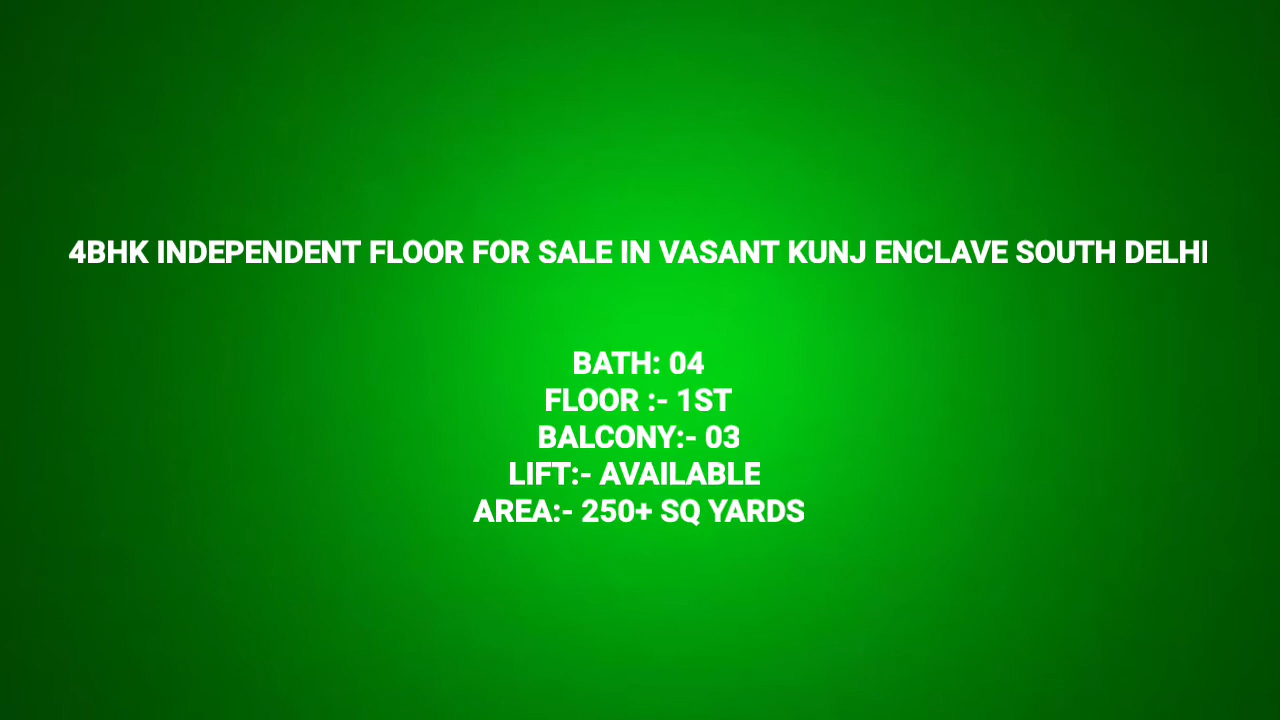 4BHK INDEPENDENT FLOOR FOR SALE IN VASANT KUNJ ENCLAVE SOUTH DELHI
BATH: 04
FLOOR :- 1ST
BALCONY:- 03
LIFT:- AVAILABLE
AREA:- 250+ SQ YARDS